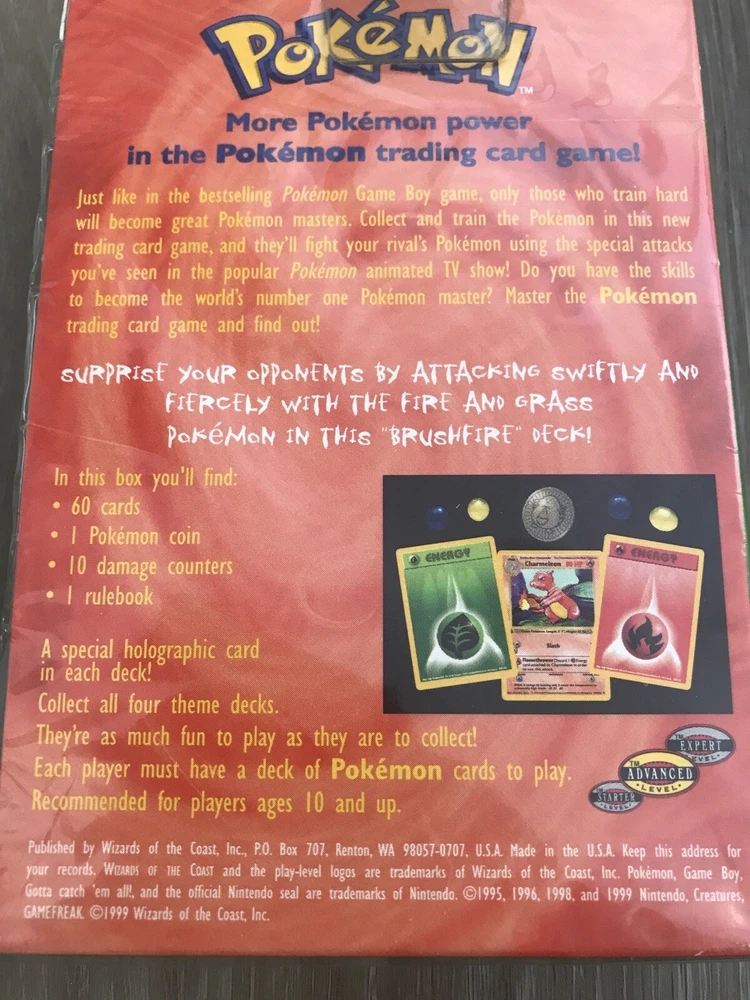 POKéMON
TM
More Pokémon power
in the Pokémon trading card game!
Just like in the bestselling Pokémon Game Boy game, only those who train hard
will become great Pokémon masters. Collect and train the Pokémon in this new
trading card game, and they'll fight your rival's Pokémon using the special attacks
you've seen in the popular Pokémon animated TV show! Do you have the skills
to become the world's number one Pokémon master? Master the Pokémon
trading card game and find out!
SURPRISE YOUR OPPONENTS BY ATTACKING SWIFTLY AND
FIERCELY WITH THE FIRE AND GRASS
POKéMON IN THIS "BRUSHFIRE" DECK!
In this box you'll find:
• 60 cards
• 1 Pokémon coin
• 10 damage counters
• 1 rulebook
ENERGY
Charmeleon 80 HP
ENERGY
Slash
Flamethrower
A special holographic card
in each deck!
Collect all four theme decks.
They're as much fun to play as they are to collect!
Each player must have a deck of Pokémon cards to play.
Recommended for players ages 10 and up.
TM
EXPERT
LEVEL
TM
ADVANCED
• LEVEL •
TM
STARTER
LEVEL
Published by Wizards of the Coast, Inc., P.O. Box 707, Renton, WA 98057-0707, U.S.A. Made in the U.S.A. Keep this address for
your records. WIZARDS OF THE COAST and the play-level logos are trademarks of Wizards of the Coast, Inc. Pokémon, Game Boy,
Gotta catch 'em all!, and the official Nintendo seal are trademarks of Nintendo. ©1995, 1996, 1998, and 1999 Nintendo, Creatures,
GAMEFREAK. ©1999 Wizards of the Coast, Inc.